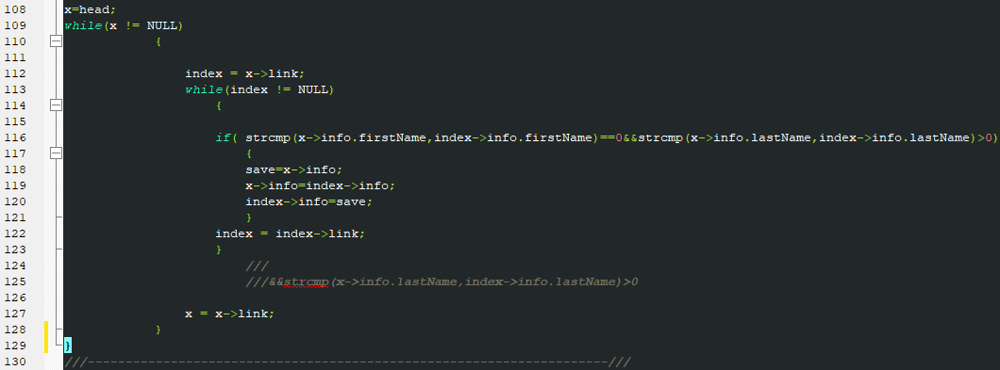 108 x=head;
109 while(x != NULL)
110 {
111
112 index = x->link;
113 while(index != NULL)
114 {
115
116 if( strcmp(x->info.firstName,index->info.firstName)==0&&strcmp(x->info.lastName,index->info.lastName)>0)
117 {
118 save=x->info;
119 x->info=index->info;
120 index->info=save;
121 }
122 index = index->link;
123 }
124 ///
125 ///&&strcmp(x->info.lastName,index->info.lastName)>0
126
127 x = x->link;
128 }
129 }
130 ///---------------------------------------------------------------------///